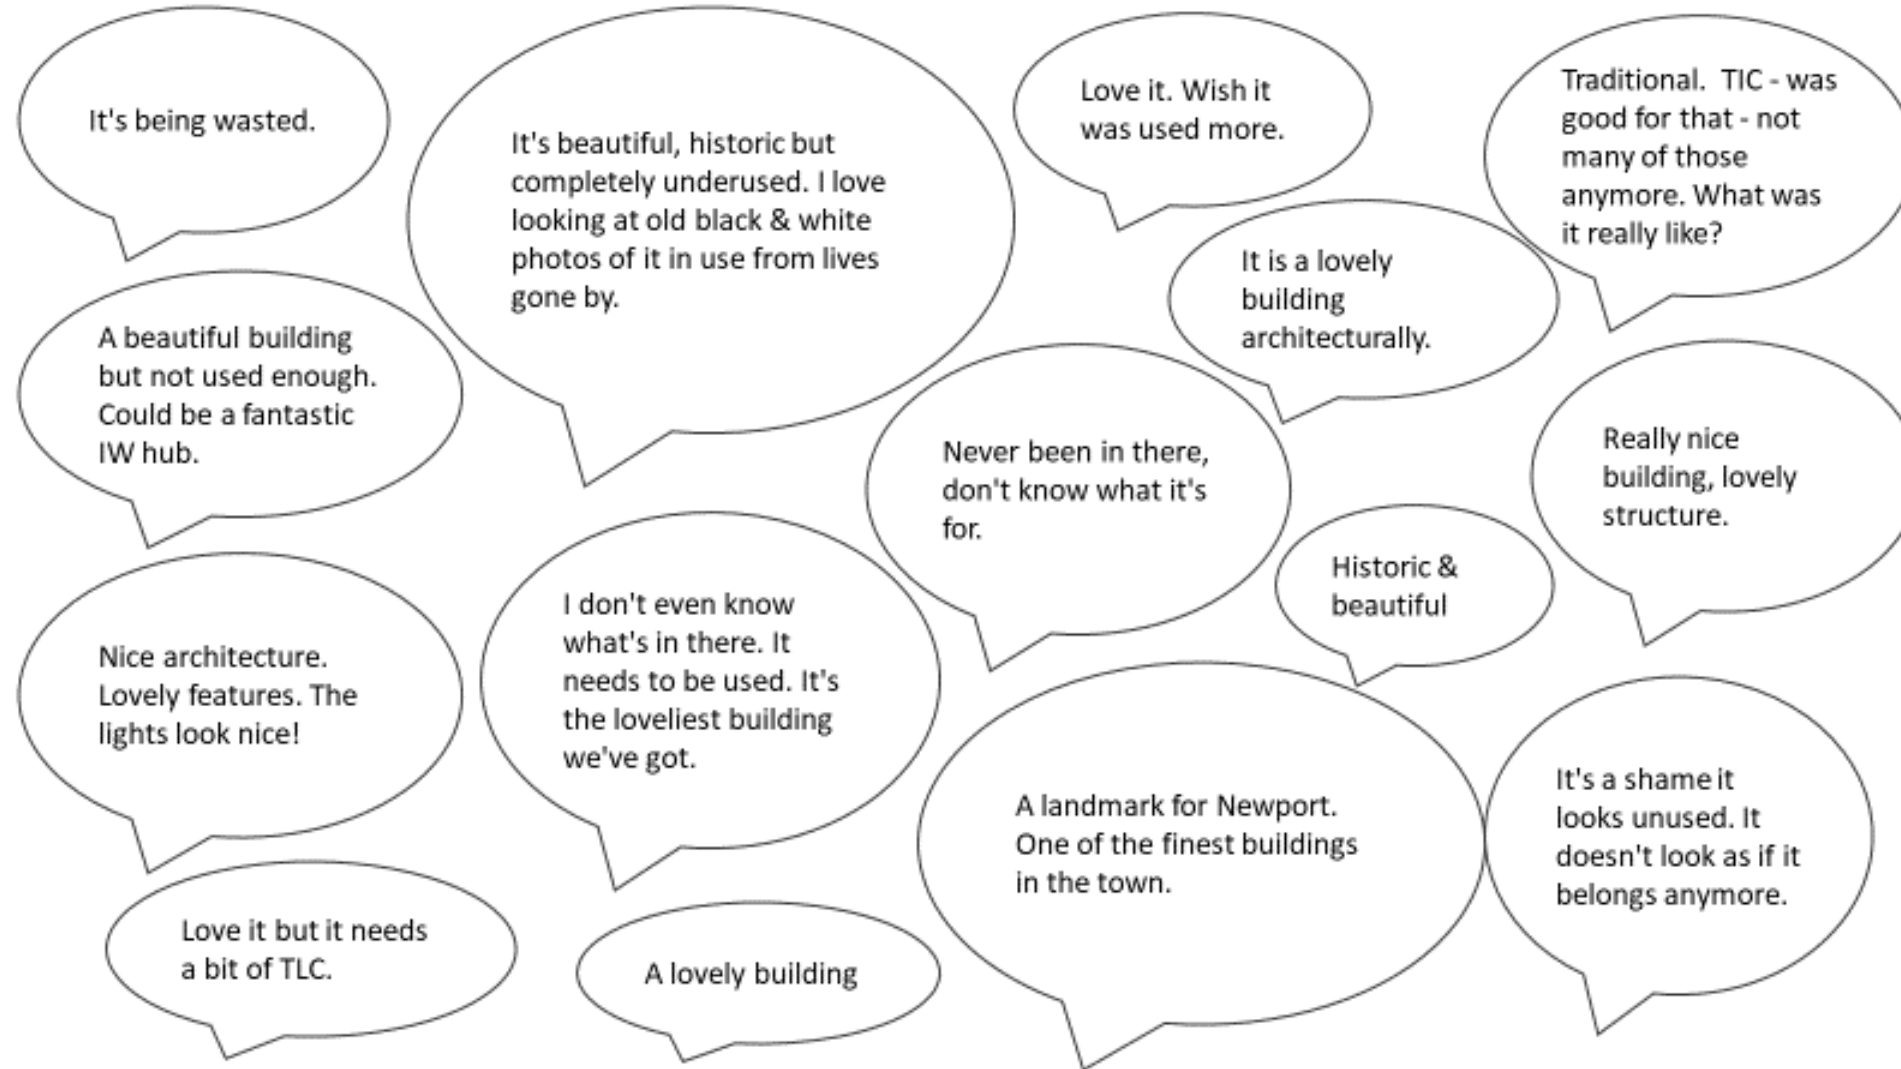 It's being wasted.
It's beautiful, historic but
completely underused. I love
looking at old black & white
photos of it in use from lives
gone by.
Love it. Wish it
was used more.
Traditional.  TIC - was
good for that - not
many of those
anymore. What was
it really like?
It is a lovely
building
architecturally.
A beautiful building
but not used enough.
Could be a fantastic
IW hub.
Never been in there,
don't know what it's
for.
Really nice
building, lovely
structure.
Historic &
beautiful
Nice architecture.
Lovely features. The
lights look nice!
I don't even know
what's in there. It
needs to be used. It's
the loveliest building
we've got.
A landmark for Newport.
One of the finest buildings
in the town.
It's a shame it
looks unused. It
doesn't look as if it
belongs anymore.
Love it but it needs
a bit of TLC.
A lovely building